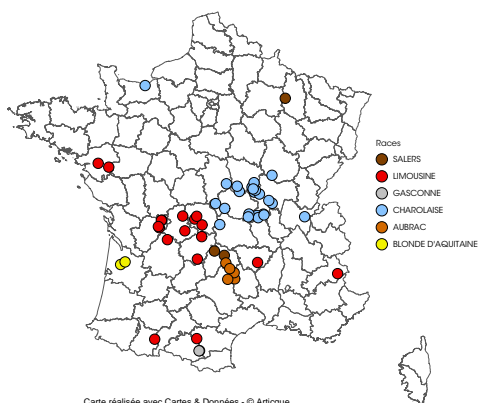 Races
SALERS
LIMOUSINE
GASCONNE
CHAROLAISE
AUBRAC
BLONDE D'AQUITAINE
Carte réalisée avec Cartes & Données - © Articque